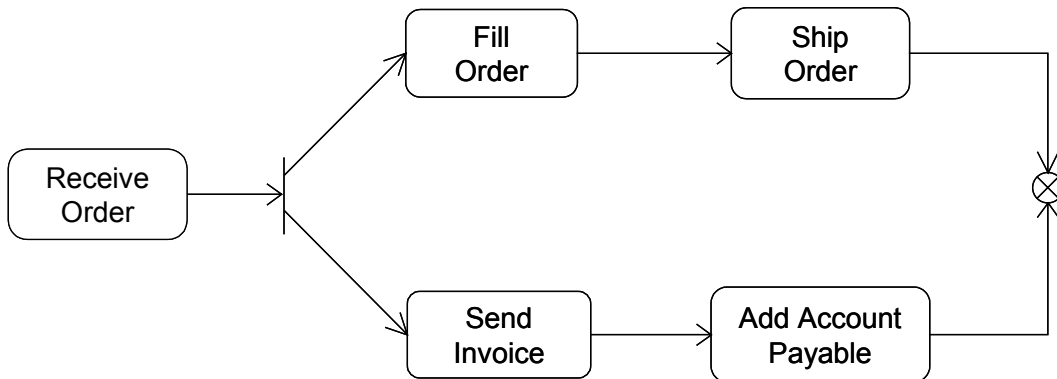 Fill
Order
Ship
Order
Receive
Order
Send
Invoice
Add Account
Payable